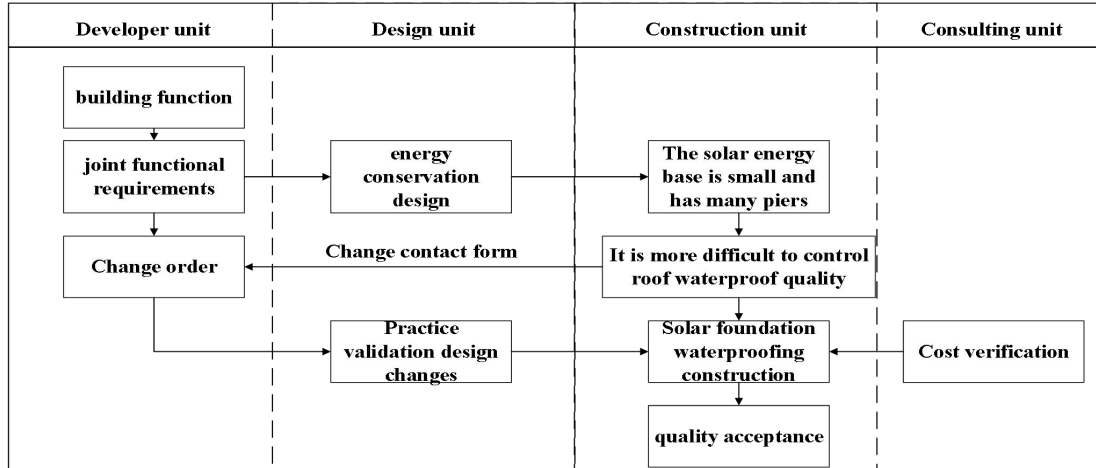 Developer unit
Design unit
Construction unit
Consulting unit
building function
joint functional
requirements
energy
conservation
design
The solar energy
base is small and
has many piers
Change order
Change contact form
It is more difficult to control
roof waterproof quality
Practice
validation design
changes
Solar foundation
waterproofing
construction
Cost verification
quality acceptance